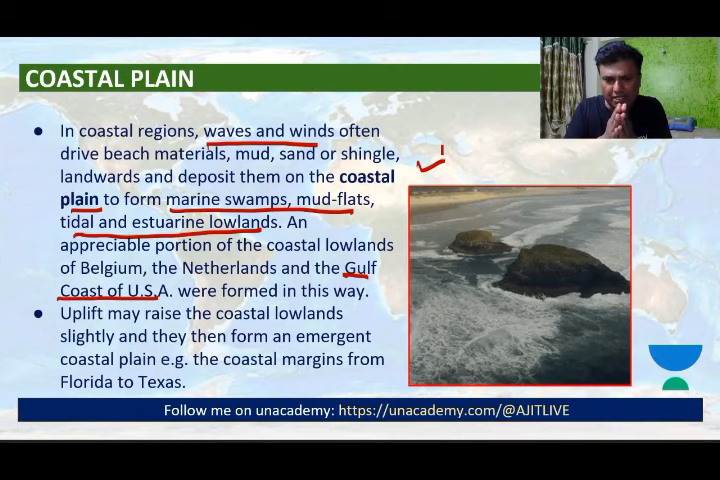 COASTAL PLAIN
● In coastal regions, waves and winds often
drive beach materials, mud, sand or shingle,
landwards and deposit them on the coastal
plain to form marine swamps, mud-flats,
tidal and estuarine lowlands. An
appreciable portion of the coastal lowlands
of Belgium, the Netherlands and the Gulf
Coast of U.S.A. were formed in this way.
● Uplift may raise the coastal lowlands
slightly and they then form an emergent
coastal plain e.g. the coastal margins from
Florida to Texas.
Follow me on unacademy: https://unacademy.com/@AJITLIVE